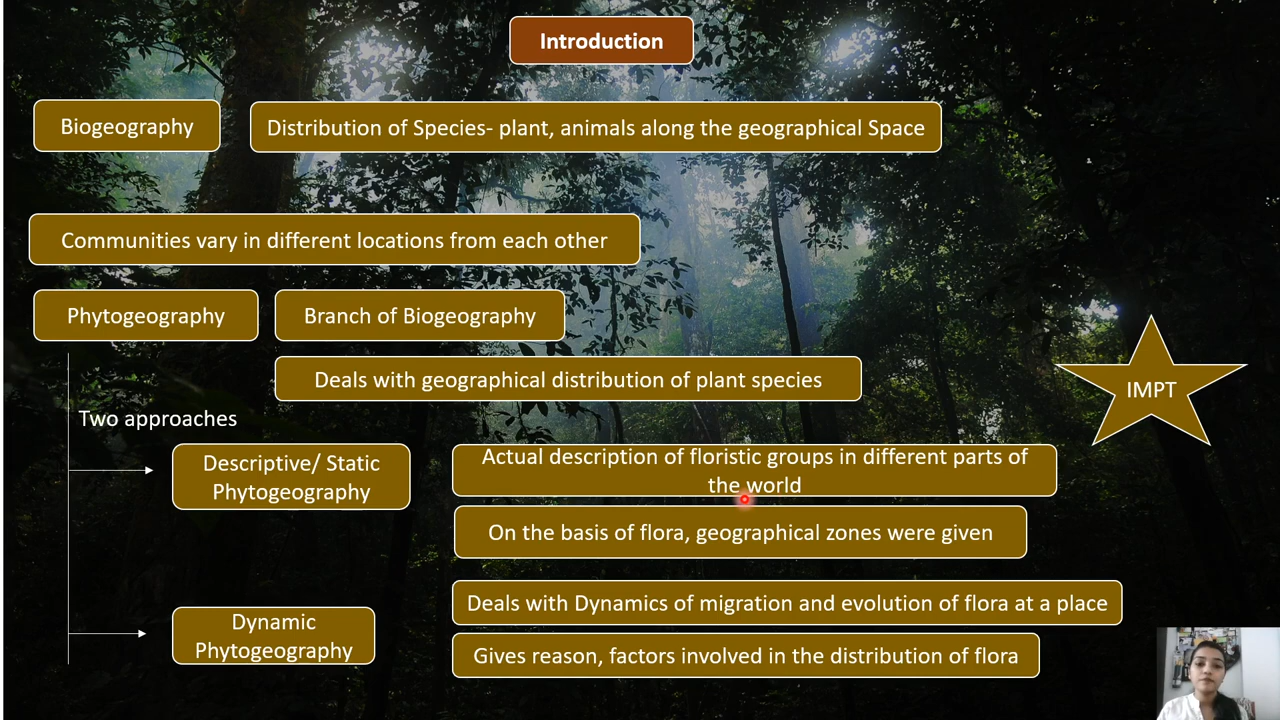 Introduction
Biogeography
Distribution of Species- plant, animals along the geographical Space
Communities vary in different locations from each other
Phytogeography
Branch of Biogeography
Deals with geographical distribution of plant species
IMPT
Two approaches
Descriptive/ Static
Phytogeography
Actual description of floristic groups in different parts of
the world
On the basis of flora, geographical zones were given
Dynamic
Phytogeography
Deals with Dynamics of migration and evolution of flora at a place
Gives reason, factors involved in the distribution of flora